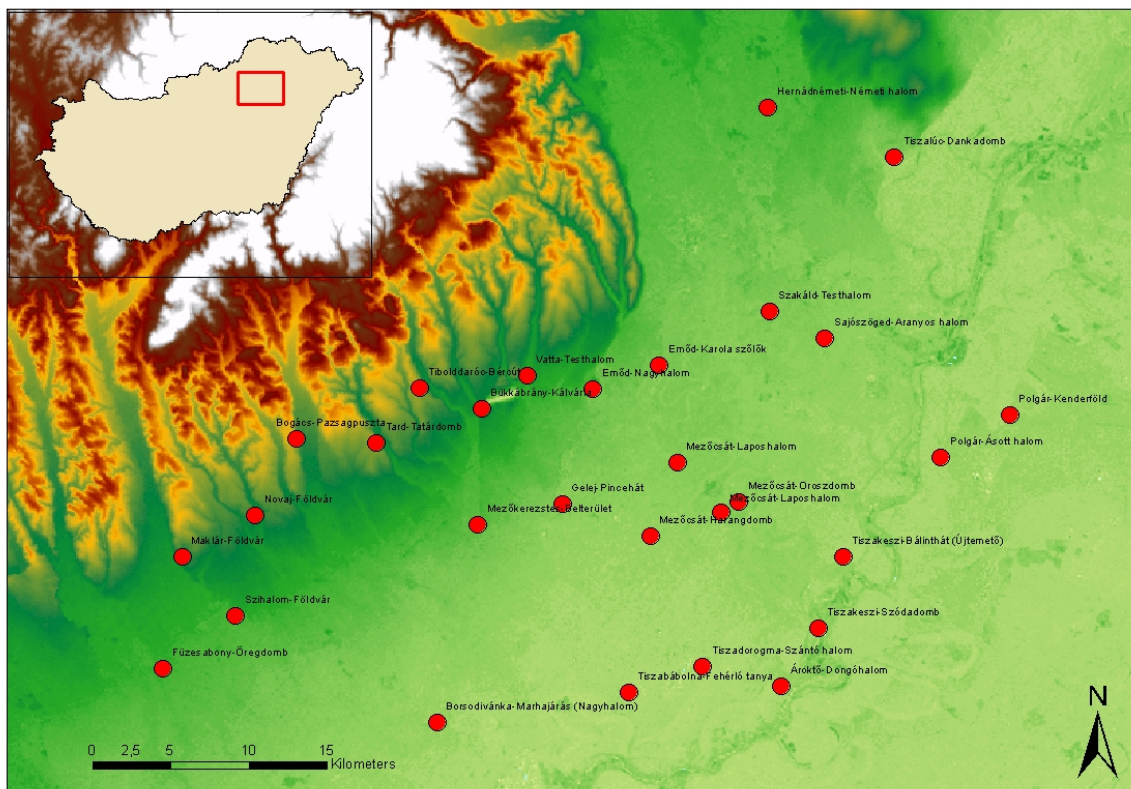 Hernádnémeti-Németi halom
Tiszalúc-Dankadomb
Szakáld-Testhalom
Sajószöged-Aranyos halom
Emőd-Karola szőlők
Vatta-Testhalom
Tibolddaróc-Bércút
Emőd-Nagyhalom
Bükkábrány-Kálvária
Polgár-Kenderföld
Bogács-Pazsagpuszta
Tard-Tatárdomb
Mezőcsát-Laposhalom
Polgár-Ásott halom
Gelej-Pincehát
Mezőcsát-Oroszdomb
Mezőcsát-Laposhalom
Novaj-Földvár
Mezőkerezstes-Belterület
Mezőcsát-Harangdomb
Maklár-Földvár
Tiszakeszi-Bálinthát (Újtemető)
Szihalom-Földvár
Tiszakeszi-Szódadomb
Füzesabony-Öregdomb
Tiszadorogma-Szántó halom
Tiszabábolna-Fehérló tanya
Ároktő-Dongóhalom
Borsodivánka-Marhajárás (Nagyhalom)
N
0 2,5 5 10 15
Kilometers